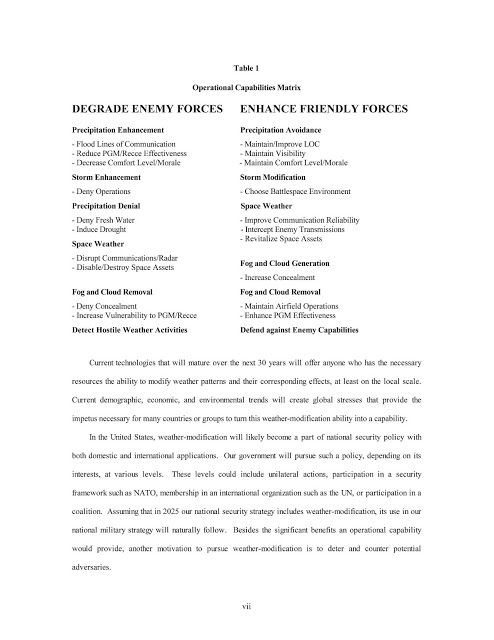 Table 1
Operational Capabilities Matrix
DEGRADE ENEMY FORCES
Precipitation Enhancement
- Flood Lines of Communication
- Reduce PGM/Recce Effectiveness
- Decrease Comfort Level/Morale
Storm Enhancement
- Deny Operations
Precipitation Denial
- Deny Fresh Water
- Induce Drought
Space Weather
- Disrupt Communications/Radar
- Disable/Destroy Space Assets
Fog and Cloud Removal
- Deny Concealment
- Increase Vulnerability to PGM/Recce
Detect Hostile Weather Activities
ENHANCE FRIENDLY FORCES
Precipitation Avoidance
- Maintain/Improve LOC
- Maintain Visibility
- Maintain Comfort Level/Morale
Storm Modification
- Choose Battlespace Environment
Space Weather
- Improve Communication Reliability
- Intercept Enemy Transmissions
- Revitalize Space Assets
Fog and Cloud Generation
- Increase Concealment
Fog and Cloud Removal
- Maintain Airfield Operations
- Enhance PGM Effectiveness
Defend against Enemy Capabilities
Current technologies that will mature over the next 30 years will offer anyone who has the necessary
resources the ability to modify weather patterns and their corresponding effects, at least on the local scale.
Current demographic, economic, and environmental trends will create global stresses that provide the
impetus necessary for many countries or groups to turn this weather-modification ability into a capability.
In the United States, weather-modification will likely become a part of national security policy with
both domestic and international applications. Our government will pursue such a policy, depending on its
interests, at various levels. These levels could include unilateral actions, participation in a security
framework such as NATO, membership in an international organization such as the UN, or participation in a
coalition. Assuming that in 2025 our national security strategy includes weather-modification, its use in our
national military strategy will naturally follow. Besides the significant benefits an operational capability
would provide, another motivation to pursue weather-modification is to deter and counter potential
adversaries.
vii